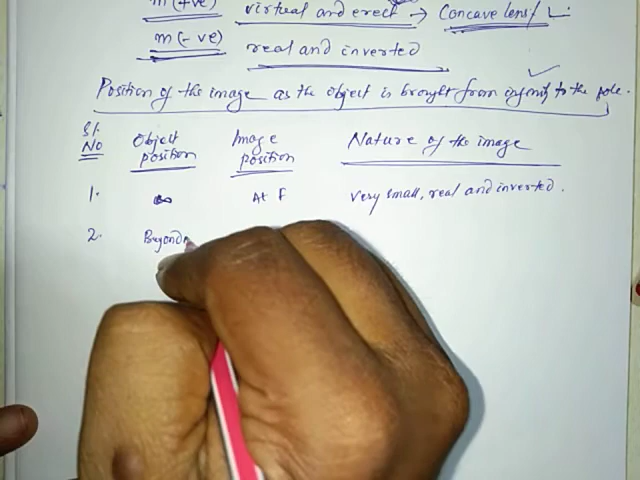 m (+ve) virtual and erect → Concave lens/
m (- ve) real and inverted
Position of the image as the object is brought from infinity to the pole.
Sl. No Object position Image position Nature of the image
1. ∞ At F Very small, real and inverted.
2. Beyond